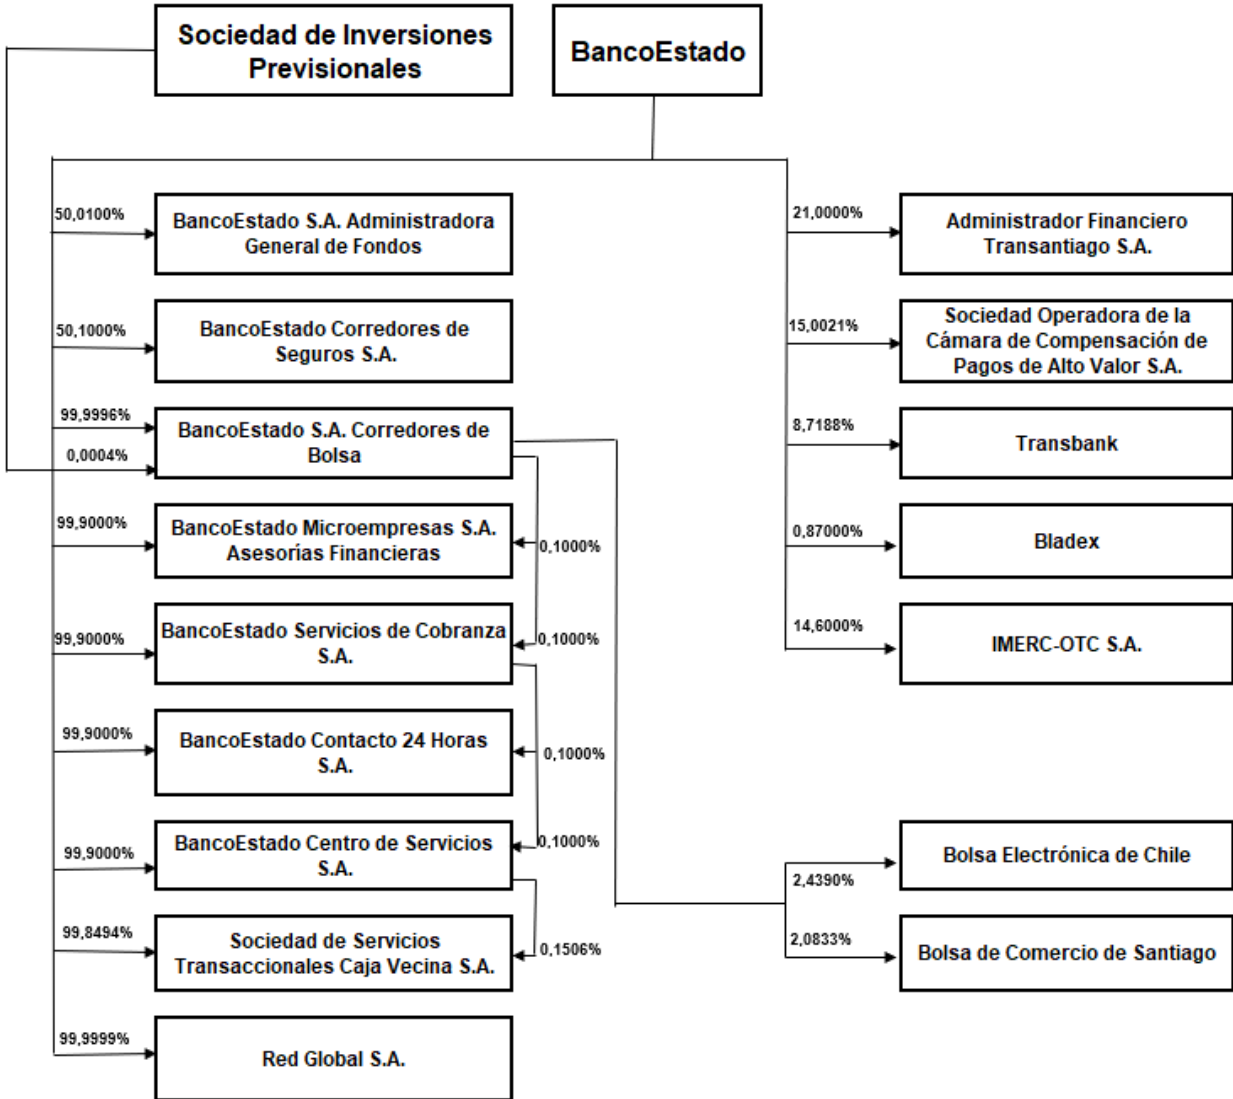 Sociedad de Inversiones
Previsionales
BancoEstado
50,0100%
BancoEstado S.A. Administradora
General de Fondos
50,1000%
BancoEstado Corredores de
Seguros S.A.
99,9996%
0,0004%
BancoEstado S.A. Corredores de
Bolsa
99,9000%
BancoEstado Microempresas S.A.
Asesorías Financieras
0,1000%
99,9000%
BancoEstado Servicios de Cobranza
S.A.
0,1000%
99,9000%
BancoEstado Contacto 24 Horas
S.A.
0,1000%
99,9000%
BancoEstado Centro de Servicios
S.A.
0,1000%
99,8494%
Sociedad de Servicios
Transaccionales Caja Vecina S.A.
0,1506%
99,9999%
Red Global S.A.
21,0000%
Administrador Financiero
Transantiago S.A.
15,0021%
Sociedad Operadora de la
Cámara de Compensación de
Pagos de Alto Valor S.A.
8,7188%
Transbank
0,87000%
Bladex
14,6000%
IMERC-OTC S.A.
2,4390%
Bolsa Electrónica de Chile
2,0833%
Bolsa de Comercio de Santiago